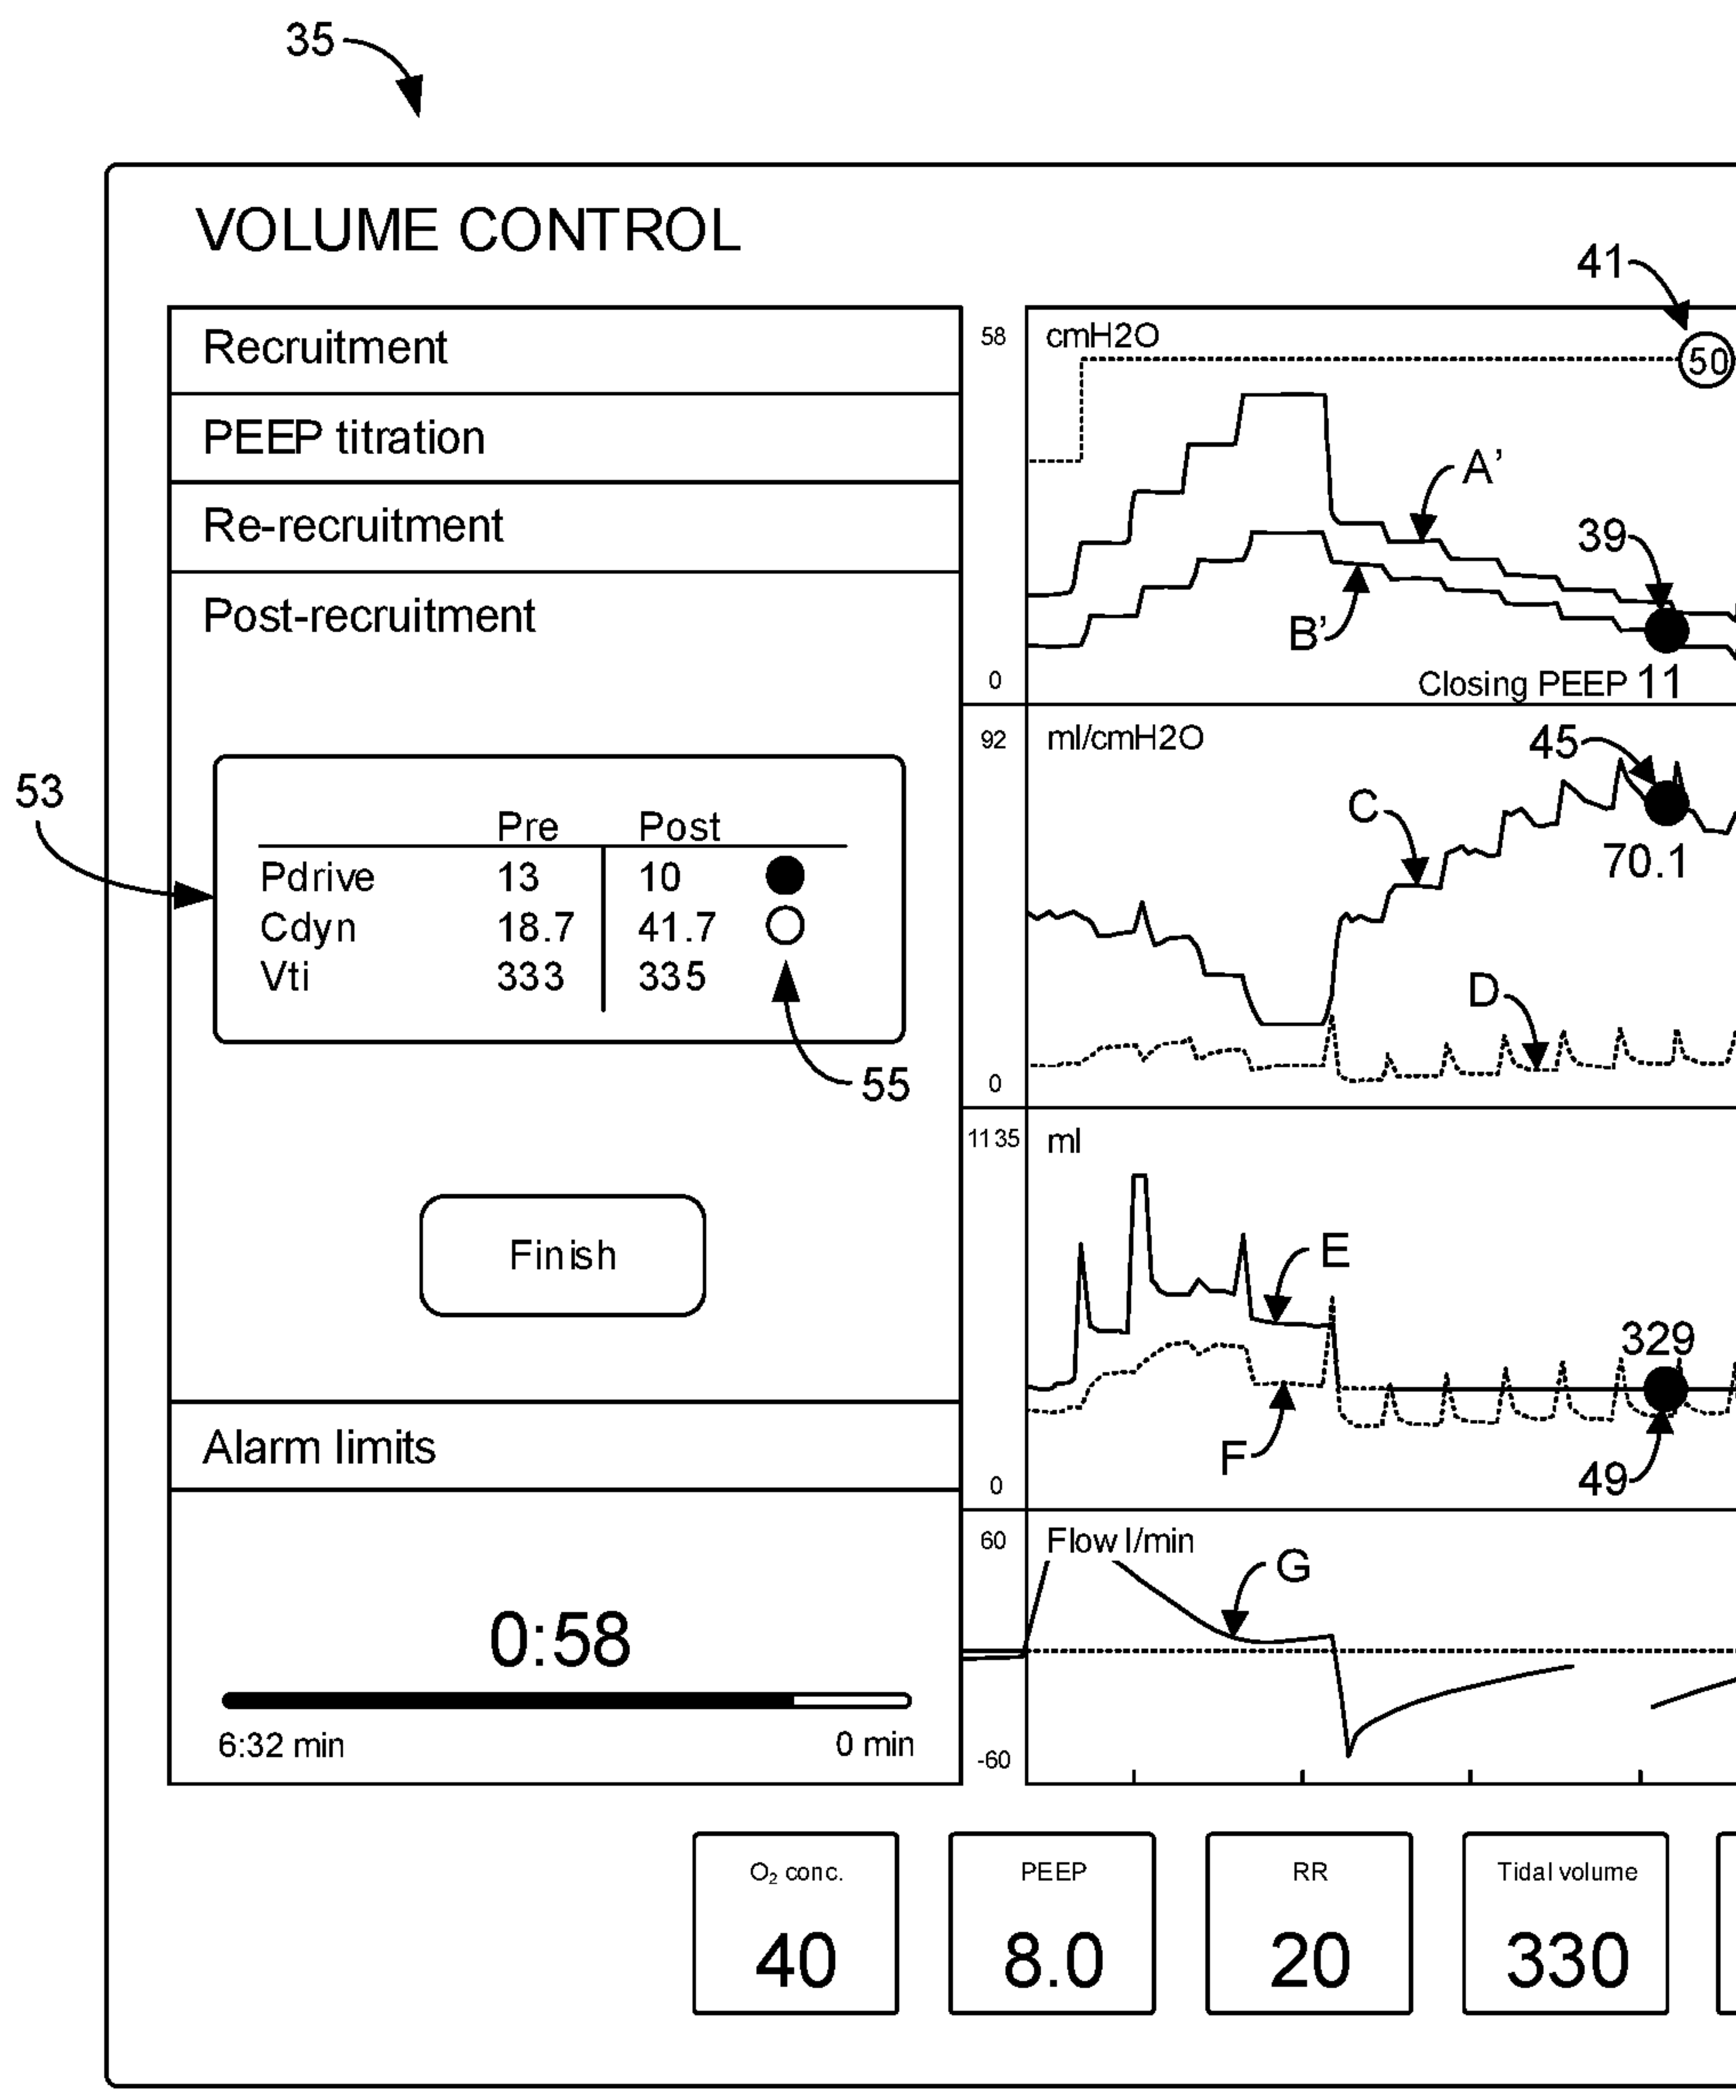 35
VOLUME CONTROL
41
Recruitment
PEEP titration
Re-recruitment
Post-recruitment
53
Pre Post
Pdrive 13 10
Cdyn 18.7 41.7
Vti 333 335
55
Finish
Alarm limits
0:58
6:32 min 0 min
58
cmH2O
50
A’
39
B’
0
Closing PEEP 11
92
ml/cmH2O
45
C
70.1
D
0
1135
ml
E
329
F
49
0
60
Flow l/min
G
-60
O₂ conc. PEEP RR Tidal volume
40 8.0 20 330